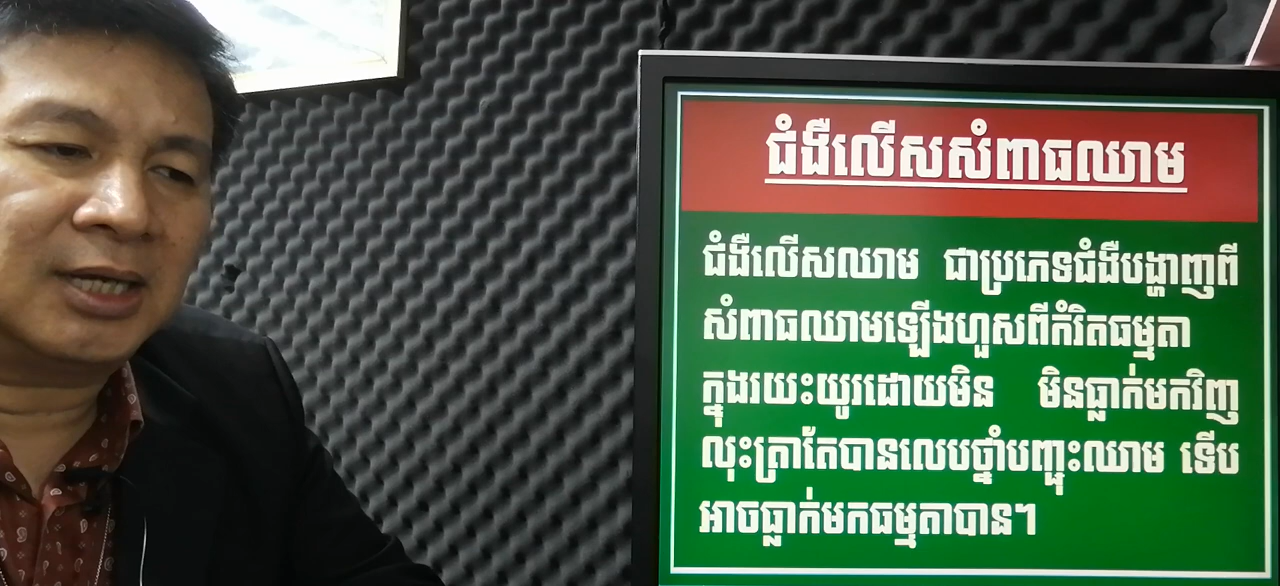 ជំងឺលើសសំពាធឈាម
ជំងឺលើសឈាម ជាប្រភេទជំងឺបង្ហាញពី
សំពាធឈាមឡើងហួសពីកំរិតធម្មតា
ក្នុងរយះយូរដោយមិន មិនធ្លាក់មកវិញ
លុះគ្រាតែបានលេបថ្នាំបញ្ចុះឈាម ទើប
អាចធ្លាក់មកធម្មតាបាន។